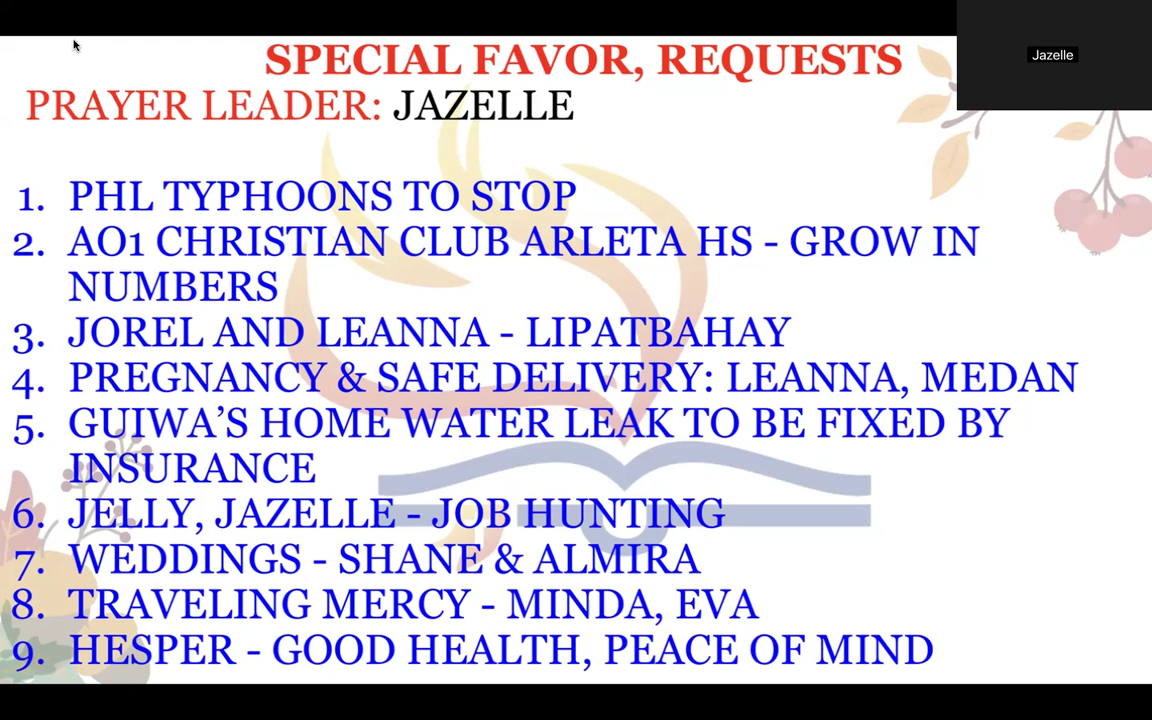 SPECIAL FAVOR, REQUESTS
Jazelle
PRAYER LEADER: JAZELLE
1. PHL TYPHOONS TO STOP
2. AO1 CHRISTIAN CLUB ARLETA HS - GROW IN
NUMBERS
3. JOREL AND LEANNA - LIPATBAHAY
4. PREGNANCY & SAFE DELIVERY: LEANNA, MEDAN
5. GUIWA’S HOME WATER LEAK TO BE FIXED BY
INSURANCE
6. JELLY, JAZELLE - JOB HUNTING
7. WEDDINGS - SHANE & ALMIRA
8. TRAVELING MERCY - MINDA, EVA
9. HESPER - GOOD HEALTH, PEACE OF MIND